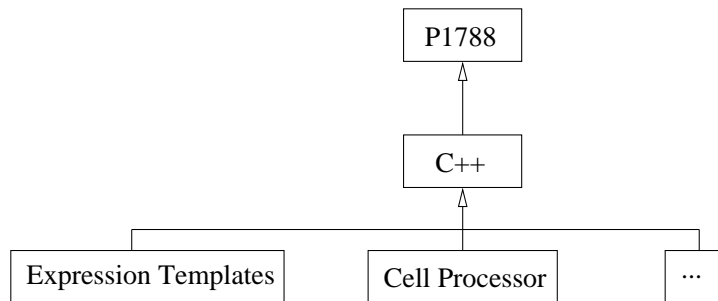 P1788
C++
Expression Templates
Cell Processor
...